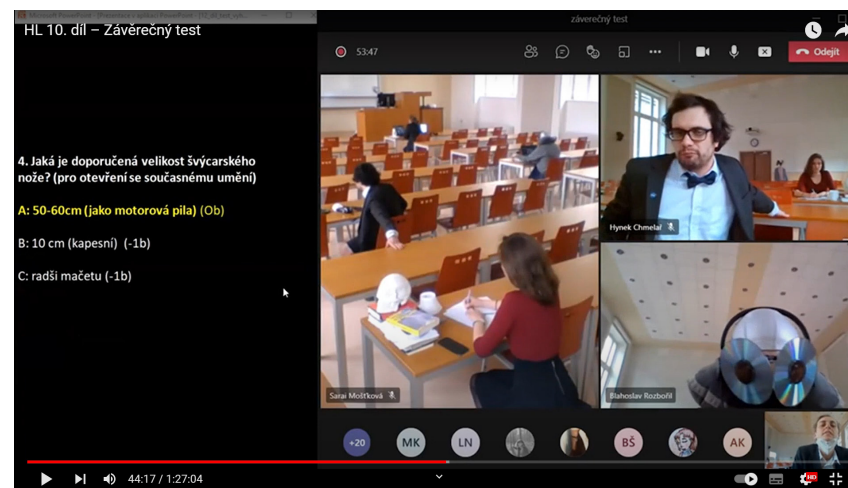 HL 10. díl – Závěrečný test
záverečný test
53:47
Odejít
4. Jaká je doporučená velikost švýcarského
nože? (pro otevření se současnému umění)
A: 50-60cm (jako motorová pila) (0b)
B: 10 cm (kapesní) (-1b)
C: radši mačetu (-1b)
Hynek Chmelař
Sarai Mošťková
Blahoslav Rozbořil
+20
MK
LN
BŠ
AK
44:17 / 1:27:04
HD